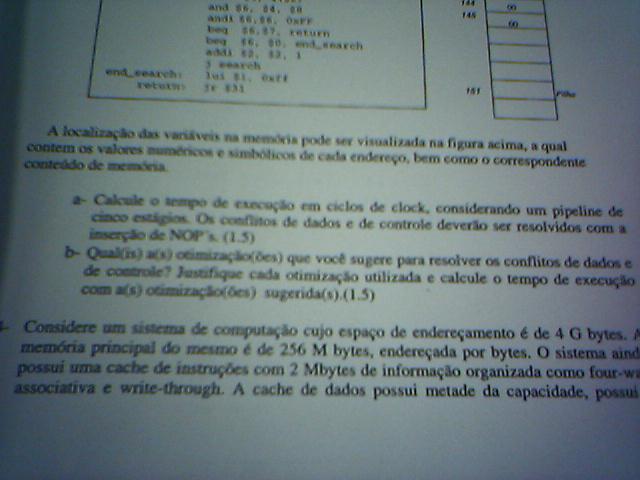 and $6, $4, $8
andi $6,$6, 0xFF
beq $6,$7, return
beq $6, $0, end_search
addi $2, $2, 1
j search
end_search: lui $1, 0xff
return: jr $31
144 00
145 60
151
A localização das variáveis na memória pode ser visualizada na figura acima, a qual
contem os valores numéricos e simbólicos de cada endereço, bem como o correspondente
conteúdo de memória.
a- Calcule o tempo de execução em ciclos de clock, considerando um pipeline de
cinco estágios. Os conflitos de dados e de controle deverão ser resolvidos com a
inserção de NOP's. (1.5)
b- Qual(is) a(s) otimização(ões) que você sugere para resolver os conflitos de dados e
de controle? Justifique cada otimização utilizada e calcule o tempo de execução
com a(s) otimização(ões) sugerida(s).(1.5)
Considere um sistema de computação cujo espaço de endereçamento é de 4 G bytes. A
memória principal do mesmo é de 256 M bytes, endereçada por bytes. O sistema aind
possui uma cache de instruções com 2 Mbytes de informação organizada como four-wa
associativa e write-through. A cache de dados possui metade da capacidade, possui